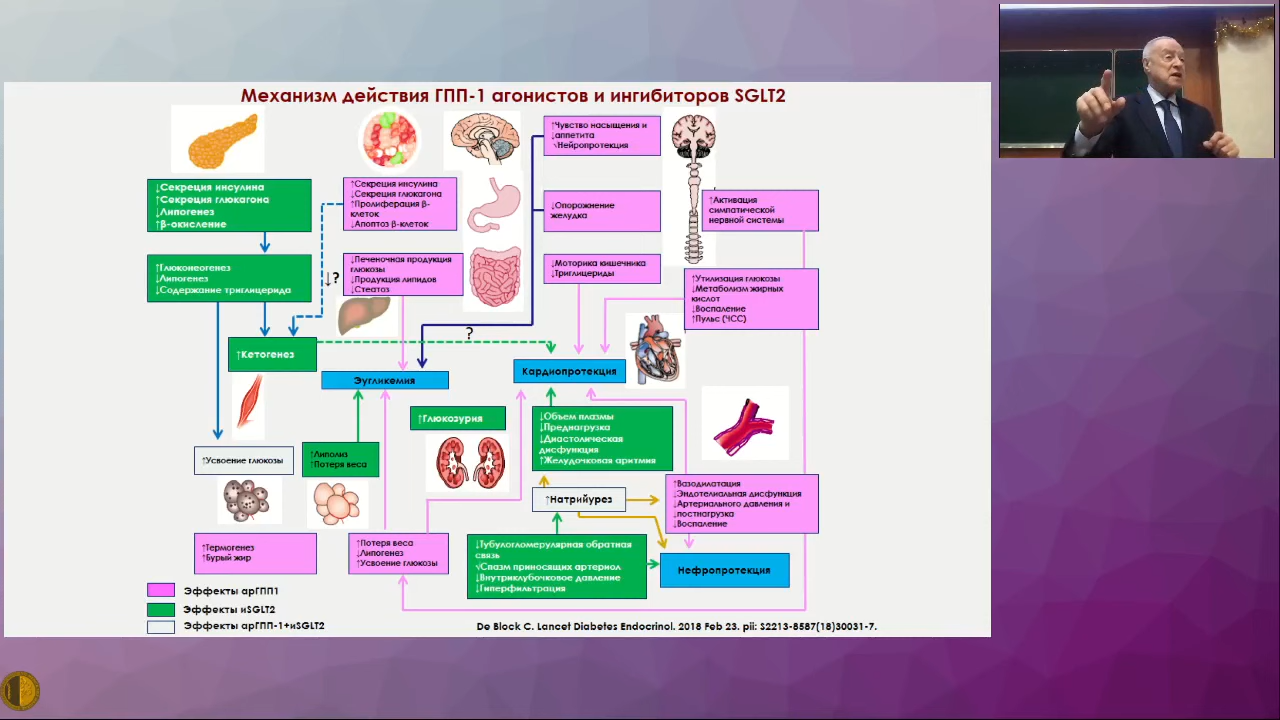 Механизм действия ГПП-1 агонистов и ингибиторов SGLT2
↓Секреция инсулина
↑Секреция глюкагона
↓Липогенез
↑β-окисление
↑Секреция инсулина
↓Секреция глюкагона
↑Пролиферация β-
клеток
↓Апоптоз β-клеток
↑Чувство насыщения и
↓аппетита
√Нейропротекция
↓Опорожнение
желудка
↑Активация
симпатической
нервной системы
↑Глюконеогенез
↓Липогенез
↓Содержание триглицерида
↓?
↓Печеночная продукция
глюкозы
↓Продукция липидов
↓Стеатоз
↓Моторика кишечника
↓Триглицериды
↑Утилизация глюкозы
↓Метаболизм жирных
кислот
↓Воспаление
↑Пульс (ЧСС)
?
↑Кетогенез
Эугликемия
Кардиопротекция
↑Глюкозурия
↓Объем плазмы
↓Преднагрузка
↓Диастолическая
дисфункция
↑Желудочковая аритмия
↑Усвоение глюкозы
↑Липолиз
↑Потеря веса
↑Натрийурез
↑Вазодилатация
↓Эндотелиальная дисфункция
↓Артериального давления и
↓постнагрузка
↓Воспаление
↑Термогенез
↑Бурый жир
↑Потеря веса
↓Липогенез
↑Усвоение глюкозы
↓Тубулогломерулярная обратная
связь
√Спазм приносящих артериол
↓Внутриклубочковое давление
↓Гиперфильтрация
Нефропротекция
Эффекты арГПП1
Эффекты иSGLT2
Эффекты арГПП-1+иSGLT2
De Block C. Lancet Diabetes Endocrinol. 2018 Feb 23. pii: S2213-8587(18)30031-7.